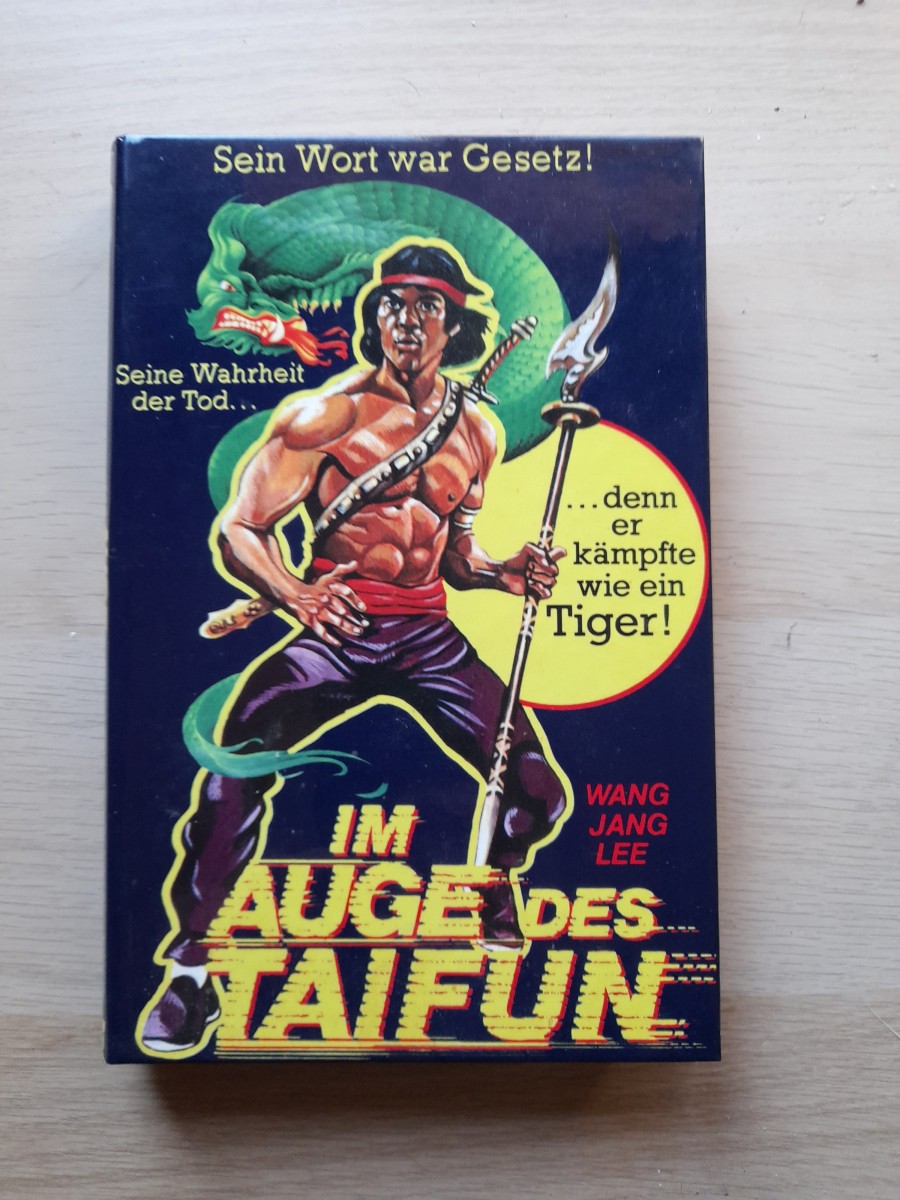 Sein Wort war Gesetz!
Seine Wahrheit
der Tod...
...denn
er
kämpfte
wie ein
Tiger!
WANG
JANG
LEE
IM
AUGE DES
TAIFUN